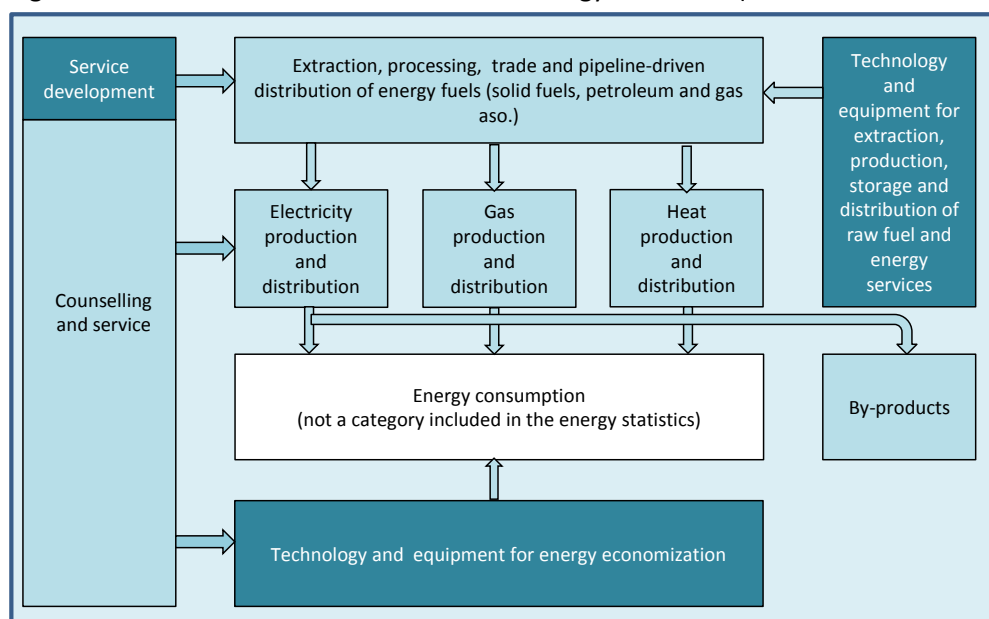 Service
development
Extraction, processing, trade and pipeline-driven
distribution of energy fuels (solid fuels, petroleum and gas
aso.)
Technology
and
equipment for
extraction,
production,
storage and
distribution of
raw fuel and
energy
services
Electricity
production
and
distribution
Gas
production
and
distribution
Heat
production
and
distribution
Counselling
and service
Energy consumption
(not a category included in the energy statistics)
By-products
Technology and equipment for energy economization